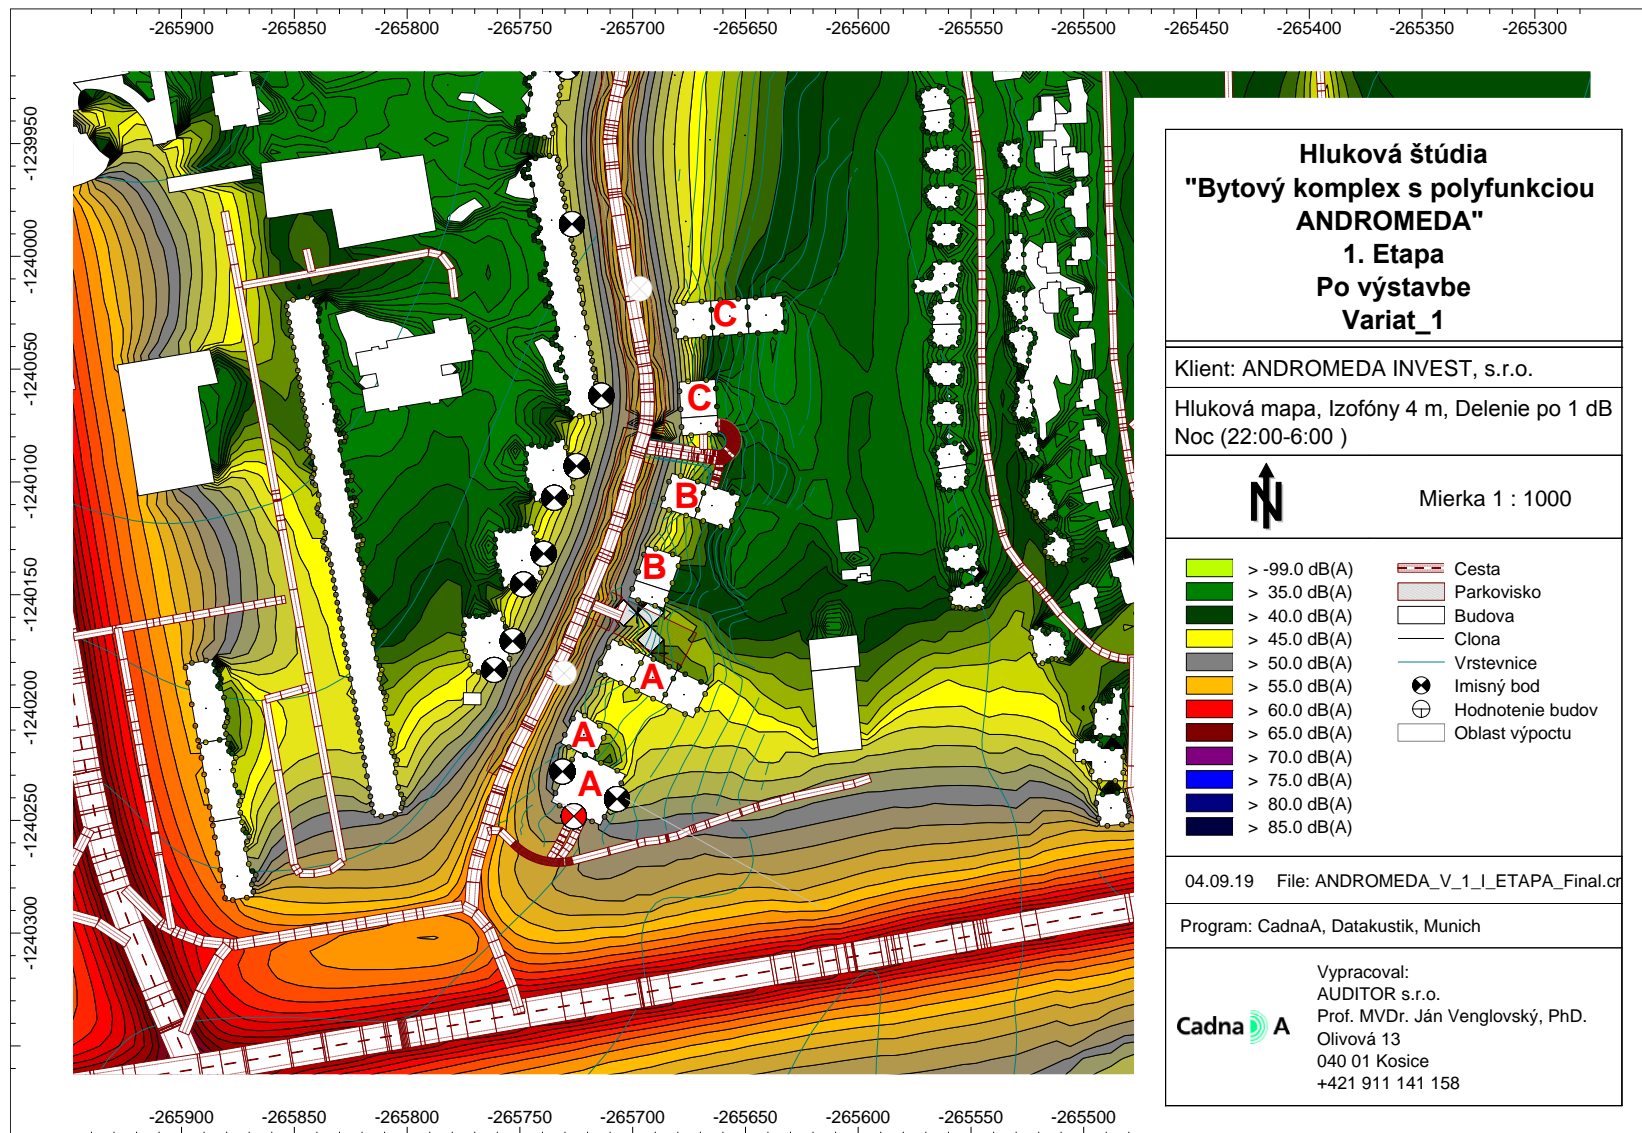 -265900 -265850 -265800 -265750 -265700 -265650 -265600 -265550 -265500 -265450 -265400 -265350 -265300
-1239950
-1240000
-1240050
-1240100
-1240150
-1240200
-1240250
-1240300
C
C
B
B
A
A
A
Hluková štúdia
"Bytový komplex s polyfunkciou
ANDROMEDA"
1. Etapa
Po výstavbe
Variat_1
Klient: ANDROMEDA INVEST, s.r.o.
Hluková mapa, Izofóny 4 m, Delenie po 1 dB
Noc (22:00-6:00 )
N
Mierka 1 : 1000
> -99.0 dB(A)
> 35.0 dB(A)
> 40.0 dB(A)
> 45.0 dB(A)
> 50.0 dB(A)
> 55.0 dB(A)
> 60.0 dB(A)
> 65.0 dB(A)
> 70.0 dB(A)
> 75.0 dB(A)
> 80.0 dB(A)
> 85.0 dB(A)
Cesta
Parkovisko
Budova
Clona
Vrstevnice
Imisný bod
Hodnotenie budov
Oblast výpoctu
04.09.19 File: ANDROMEDA_V_1_I_ETAPA_Final.cr
Program: CadnaA, Datakustik, Munich
Cadna A
Vypracoval:
AUDITOR s.r.o.
Prof. MVDr. Ján Venglovský, PhD.
Olivová 13
040 01 Kosice
+421 911 141 158
-265900 -265850 -265800 -265750 -265700 -265650 -265600 -265550 -265500